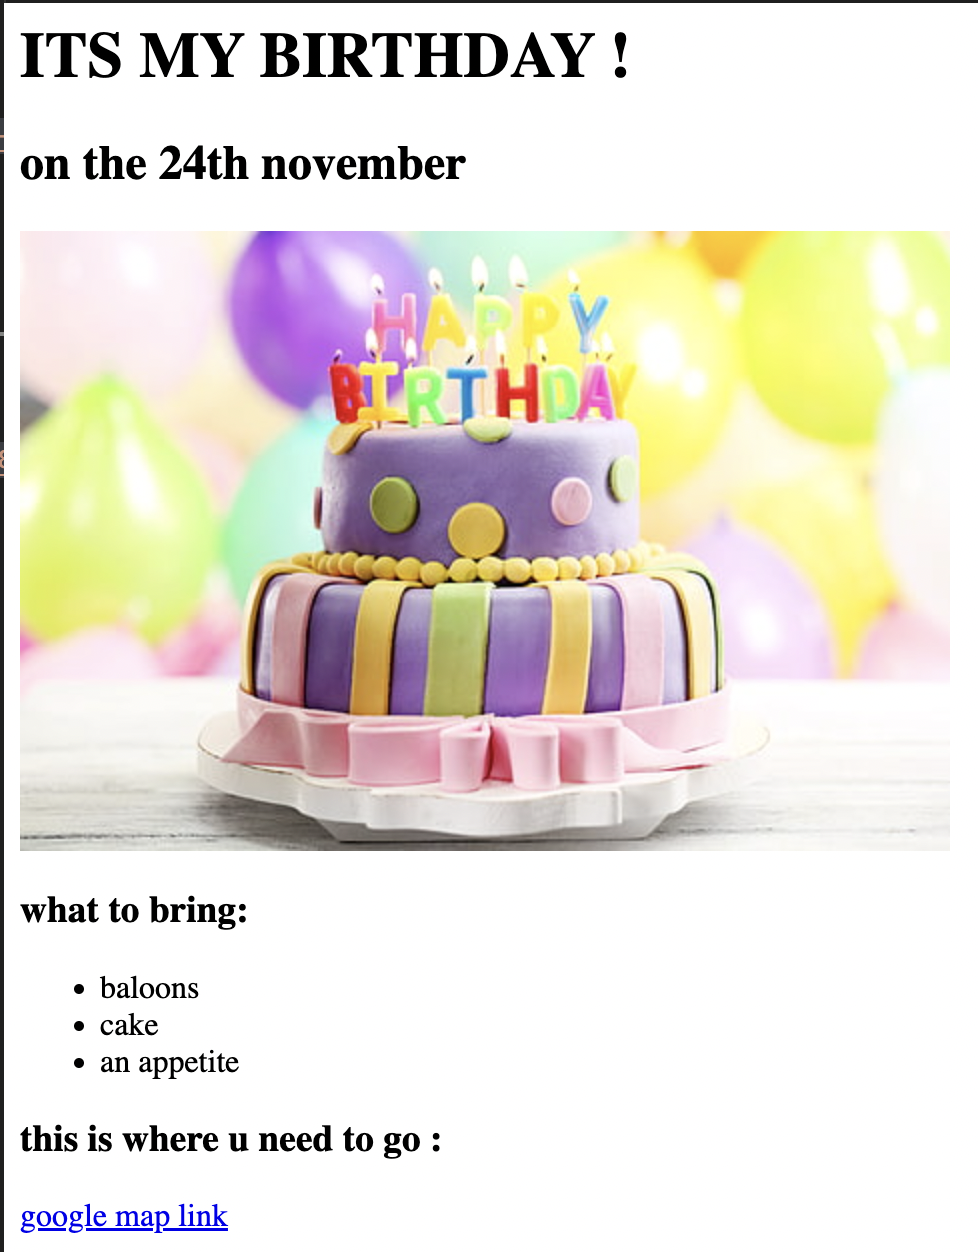 ITS MY BIRTHDAY !
on the 24th november
HAPPY
BIRTHDAY
what to bring:
baloons
cake
an appetite
this is where u need to go :
google map link